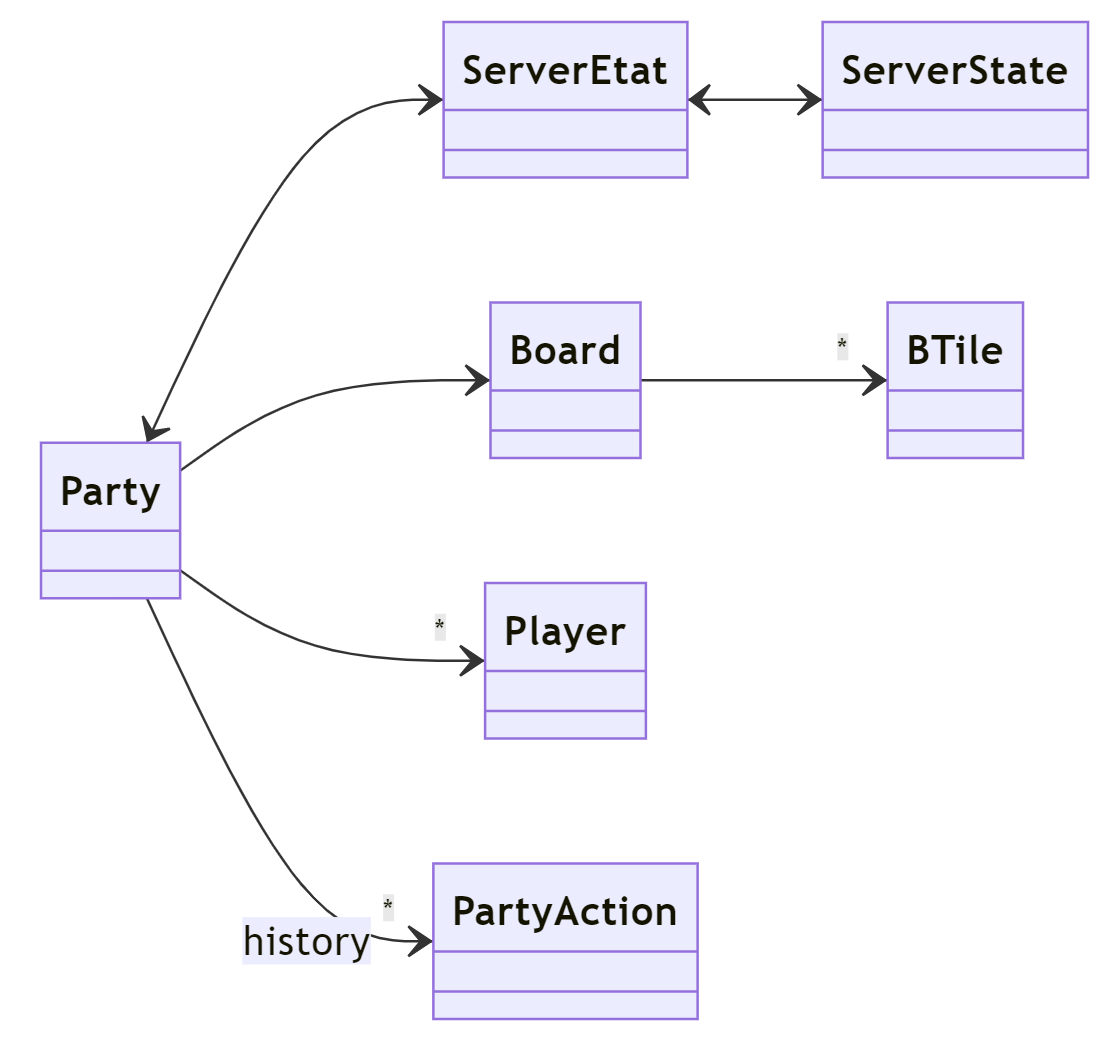 ServerEtat
ServerState
Board
*
BTile
Party
*
Player
*
PartyAction
history